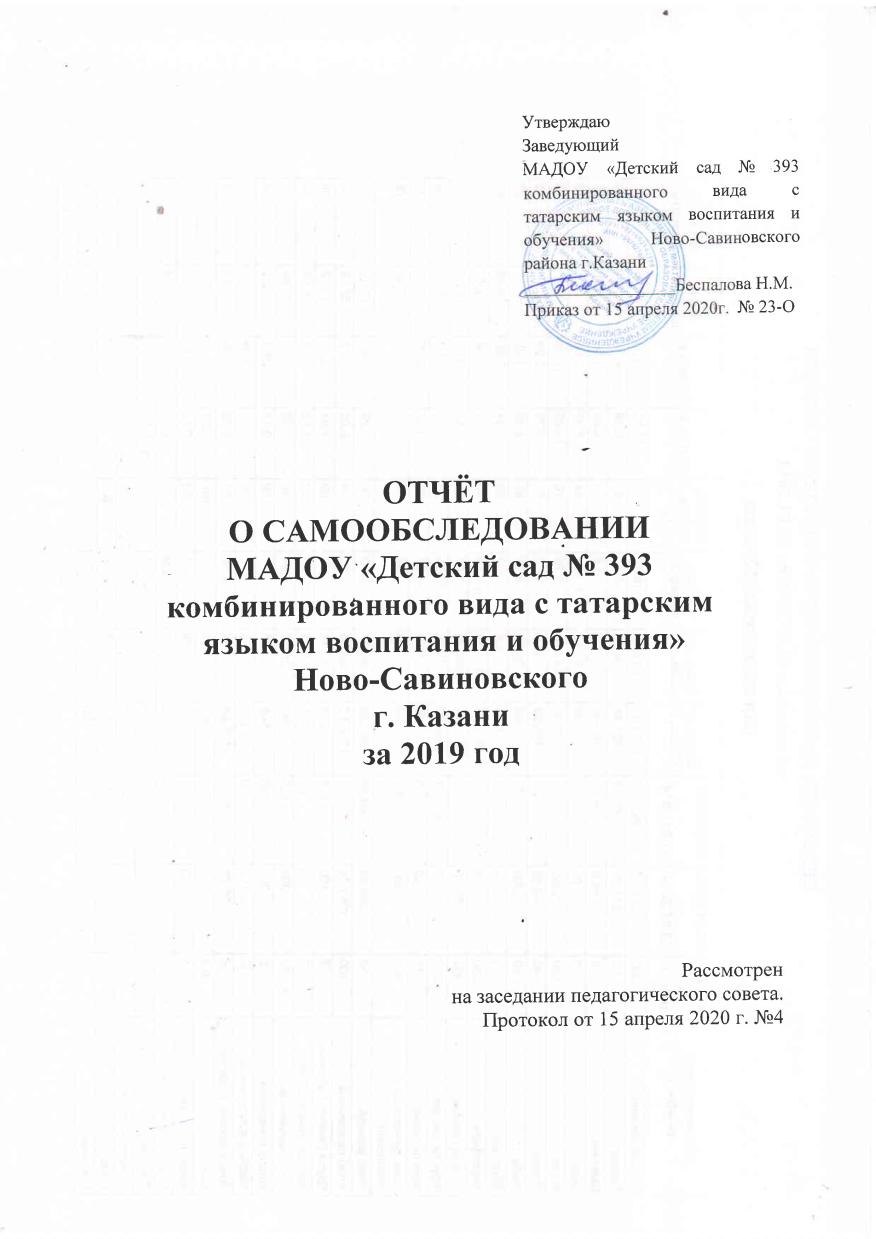 Утверждаю
Заведующий
МАДОУ «Детский сад № 393
комбинированного вида с
татарским языком воспитания и
обучения» Ново-Савиновского
района г.Казани
Беспалова Н.М.
Приказ от 15 апреля 2020г. № 23-О
ОТЧЁТ
О САМООБСЛЕДОВАНИИ
МАДОУ «Детский сад № 393
комбинированного вида с татарским
языком воспитания и обучения»
Ново-Савиновского
г. Казани
за 2019 год
Рассмотрен
на заседании педагогического совета.
Протокол от 15 апреля 2020 г. №4